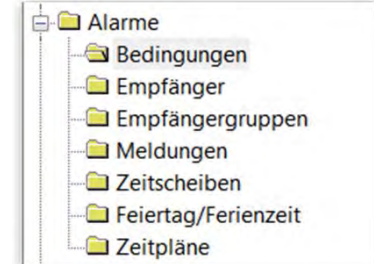 Alarme
Bedingungen
Empfänger
Empfängergruppen
Meldungen
Zeitscheiben
Feiertag/Ferienzeit
Zeitpläne